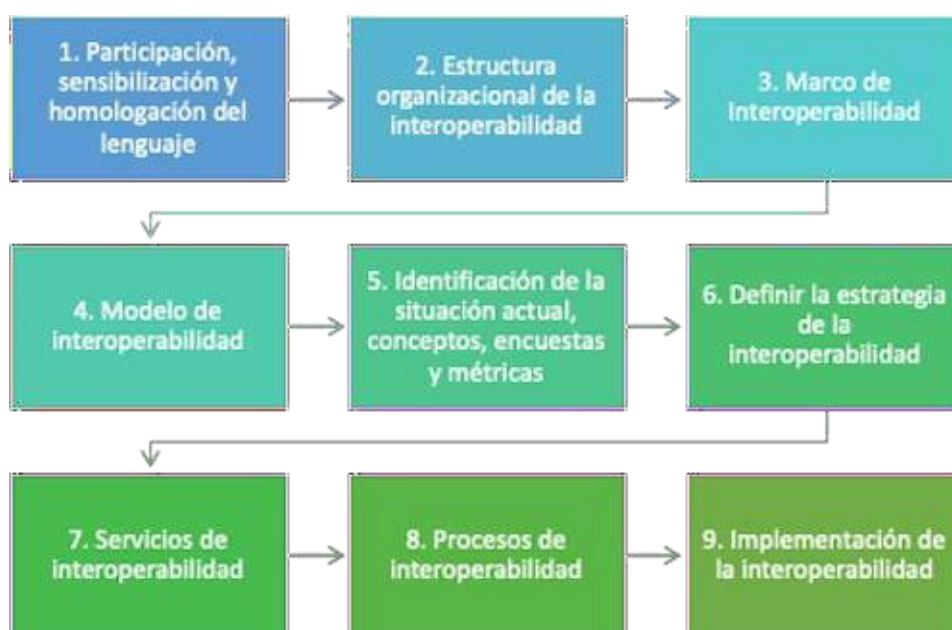 1. Participación,
sensibilización y
homologación del
lenguaje
2. Estructura
organizacional de la
interoperabilidad
3. Marco de
Interoperabilidad
4. Modelo de
interoperabilidad
5. Identificación de la
situación actual,
conceptos, encuestas
y métricas
6. Definir la estrategia
de la
interoperabilidad
7. Servicios de
interoperabilidad
8. Procesos de
interoperabilidad
9. Implementación de
la interoperabilidad